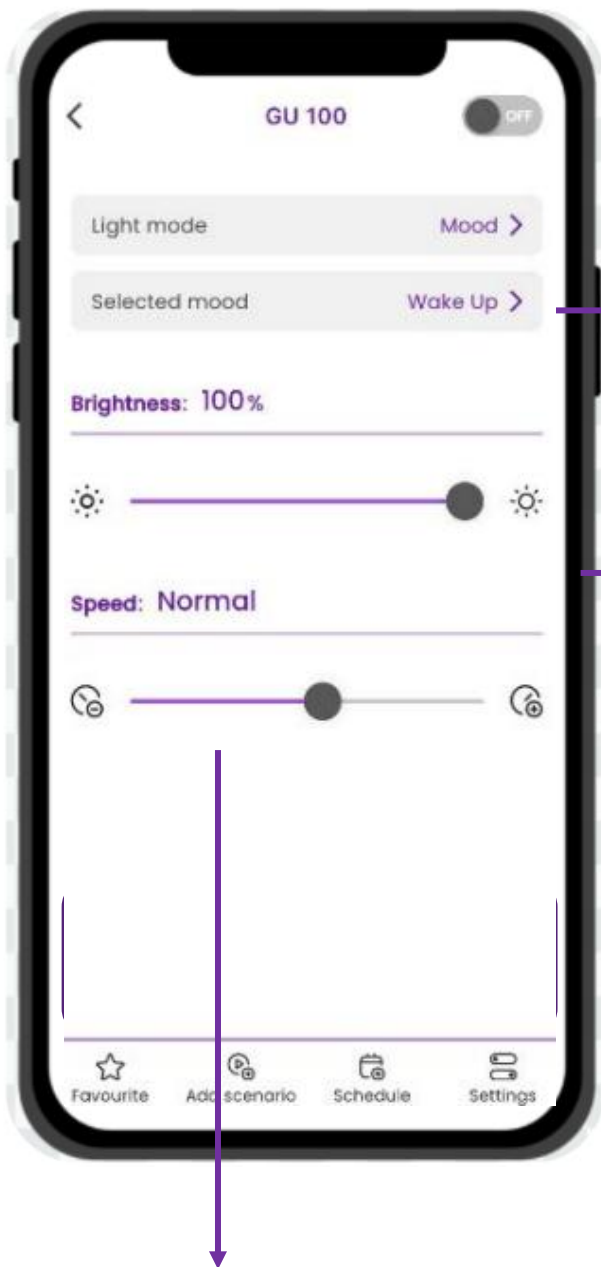 GU 100 OFF
Light mode Mood
Selected mood Wake Up
Brightness: 100%
Speed: Normal
Favourite Add scenario Schedule Settings